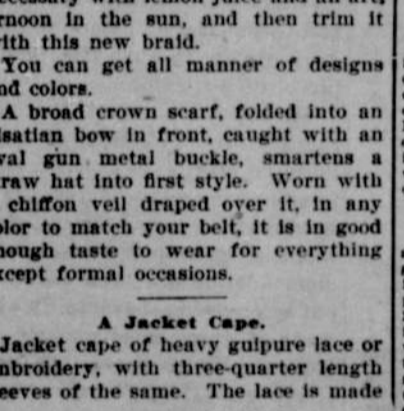 rnoon in the sun, and then trim it
ith this new braid.
You can get all manner of designs
nd colors.
A broad crown scarf, folded into an
lsatian bow in front, caught with an
val gun metal buckle, smartens a
raw hat into first style. Worn with
chiffon veil draped over it, in any
olor to match your belt, it is in good
nough taste to wear for everything
xcept formal occasions.
A Jacket Cape.
Jacket cape of heavy guipure lace or
mbroidery, with three-quarter length
eeves of the same. The lace is made